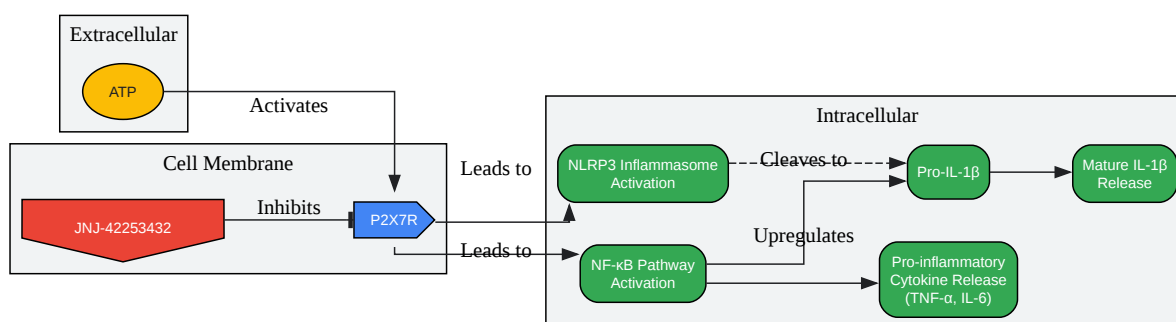 Extracellular
ATP
Activates
Cell Membrane
JNJ-42253432
Inhibits
P2X7R
Leads to
Leads to
Intracellular
NLRP3 Inflammasome
Activation
Cleaves to
Pro-IL-1β
Mature IL-1β
Release
Upregulates
NF-κB Pathway
Activation
Pro-inflammatory
Cytokine Release
(TNF-α, IL-6)